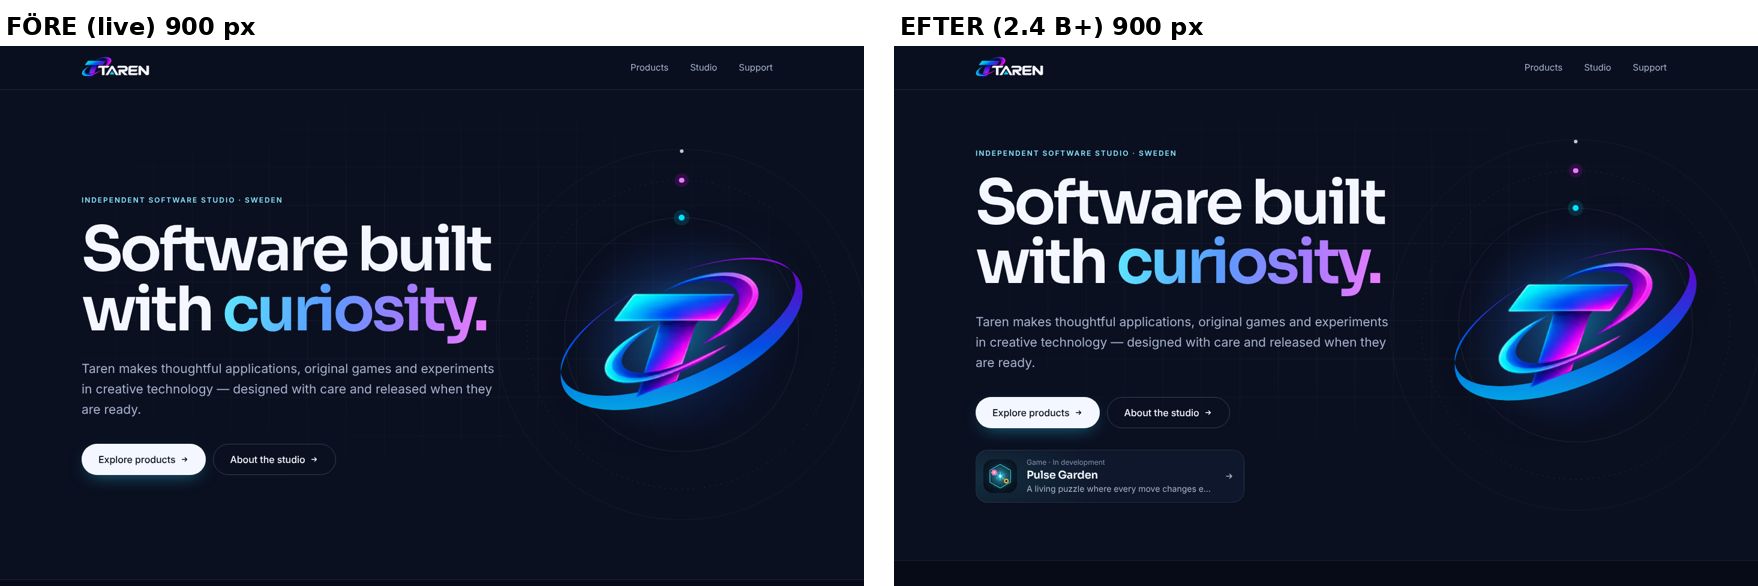 FÖRE (live) 900 px
TAREN
Products Studio Support
INDEPENDENT SOFTWARE STUDIO · SWEDEN
Software built
with curiosity.
Taren makes thoughtful applications, original games and experiments
in creative technology — designed with care and released when they
are ready.
Explore products → About the studio →
EFTER (2.4 B+) 900 px
TAREN
Products Studio Support
INDEPENDENT SOFTWARE STUDIO · SWEDEN
Software built
with curiosity.
Taren makes thoughtful applications, original games and experiments
in creative technology — designed with care and released when they
are ready.
Explore products → About the studio →
Game · In development
Pulse Garden
A living puzzle where every move changes e... →